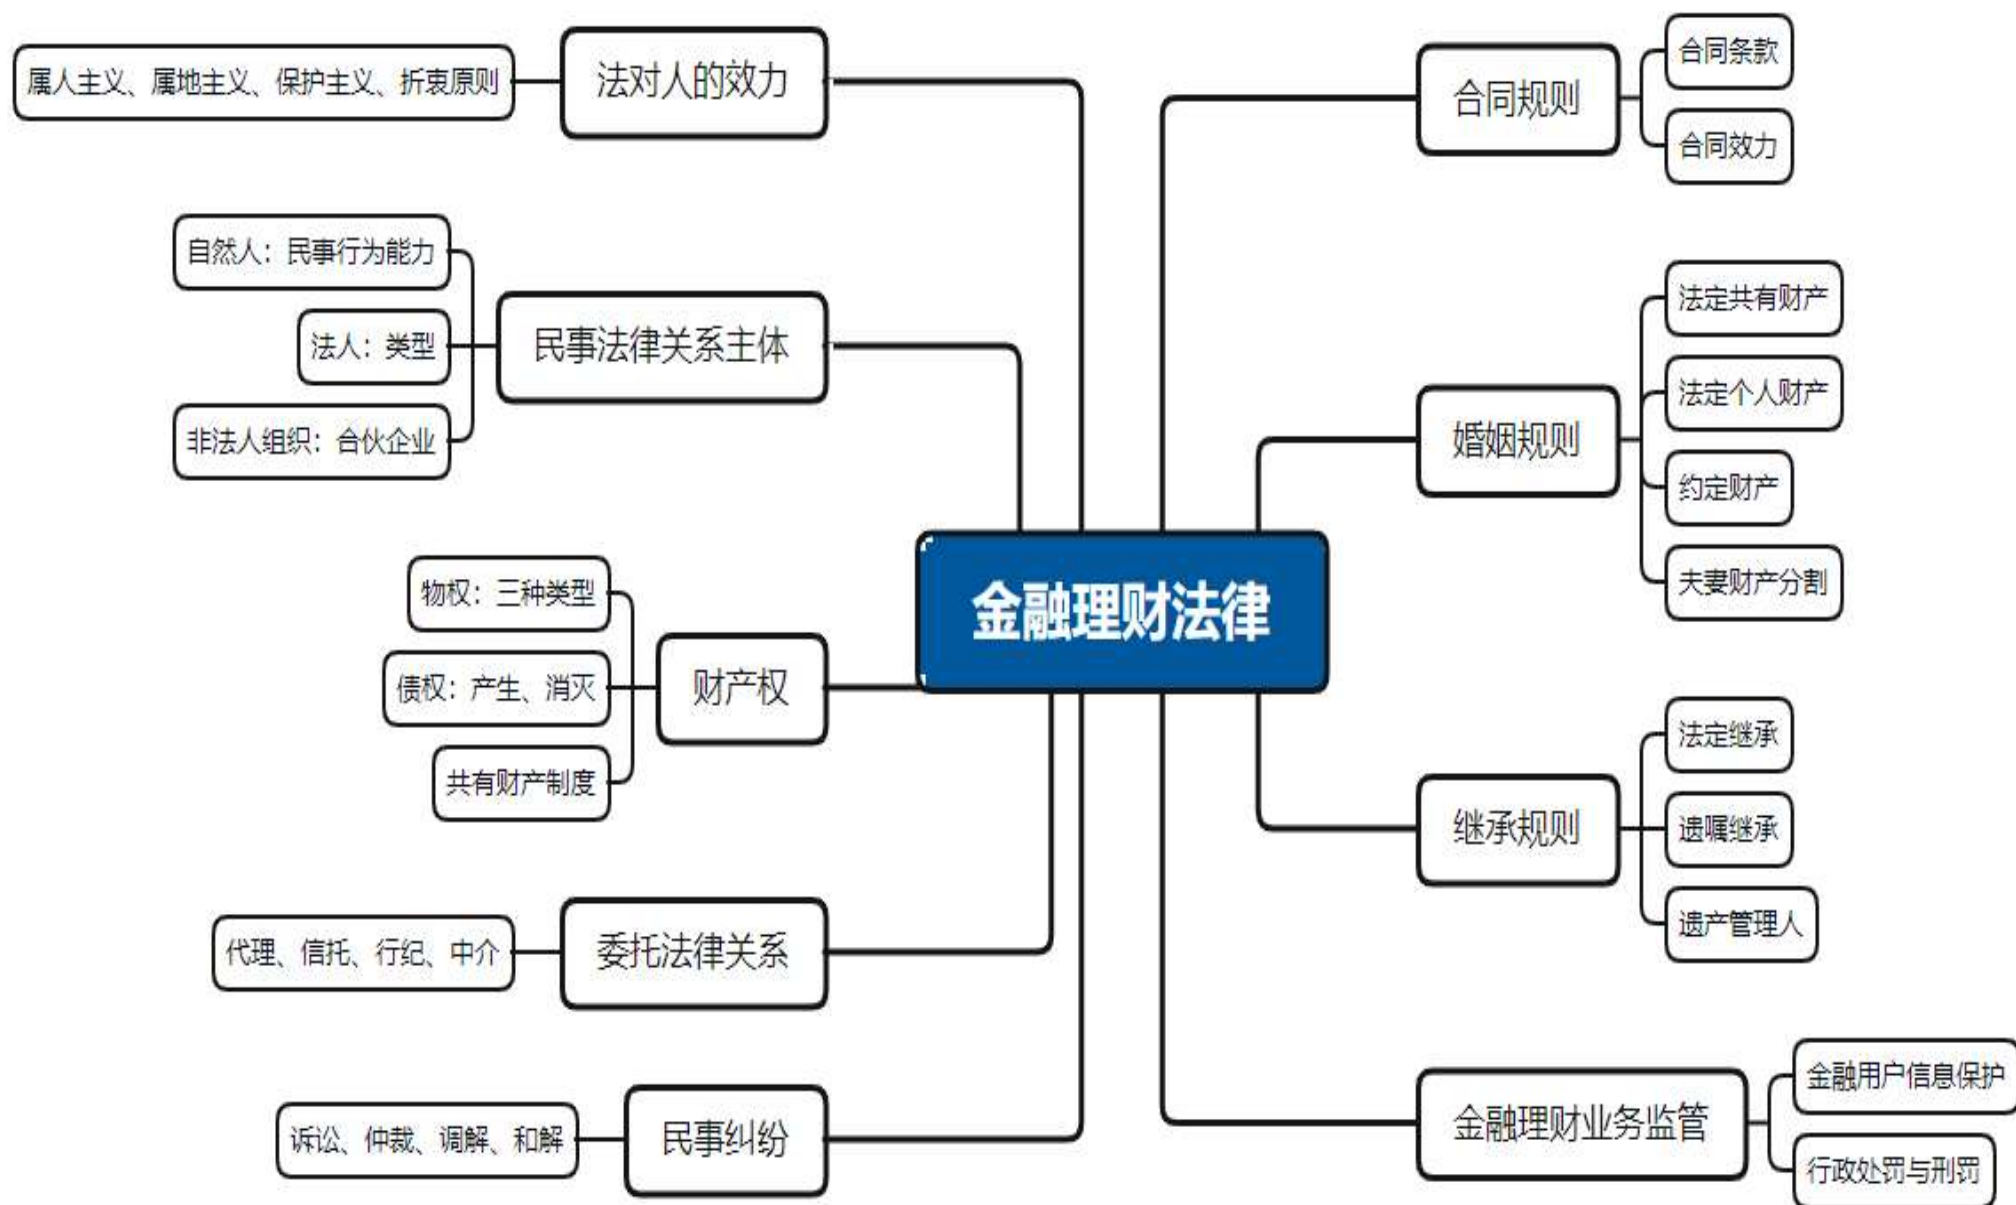 法对人的效力
属人主义、属地主义、保护主义、折衷原则
民事法律关系主体
自然人：民事行为能力
法人：类型
非法人组织：合伙企业
财产权
物权：三种类型
债权：产生、消灭
共有财产制度
委托法律关系
代理、信托、行纪、中介
民事纠纷
诉讼、仲裁、调解、和解
金融理财法律
合同规则
合同条款
合同效力
婚姻规则
法定共有财产
法定个人财产
约定财产
夫妻财产分割
继承规则
法定继承
遗嘱继承
遗产管理人
金融理财业务监管
金融用户信息保护
行政处罚与刑罚